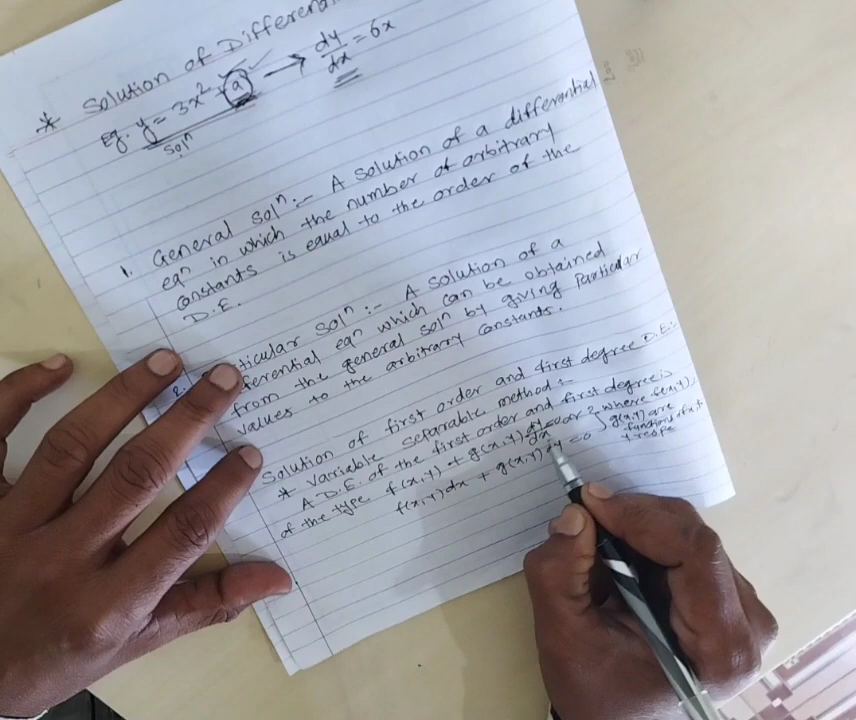 * Solution of Differen
Eg. y = 3x² + a → dy/dx = 6x
Solⁿ
1. General Solⁿ :- A Solution of a differential
eqⁿ in which the number of arbitrary
Constants is equal to the order of the
D.E.
2. rticular Solⁿ :- A Solution of a
ferential eqⁿ which can be obtained
from the general Solⁿ by giving Particular
values to the arbitrary Constants.
Solution of first order and first degree D.E:-
* Variable Separable method :-
A D.E. of the first order and first degree is
of the type f(x,y) + g(x,y) dy/dx = 0 or } where f(x,y),
f(x,y)dx + g(x,y)dy = 0 } g(x,y) are
functions of x +
y resp